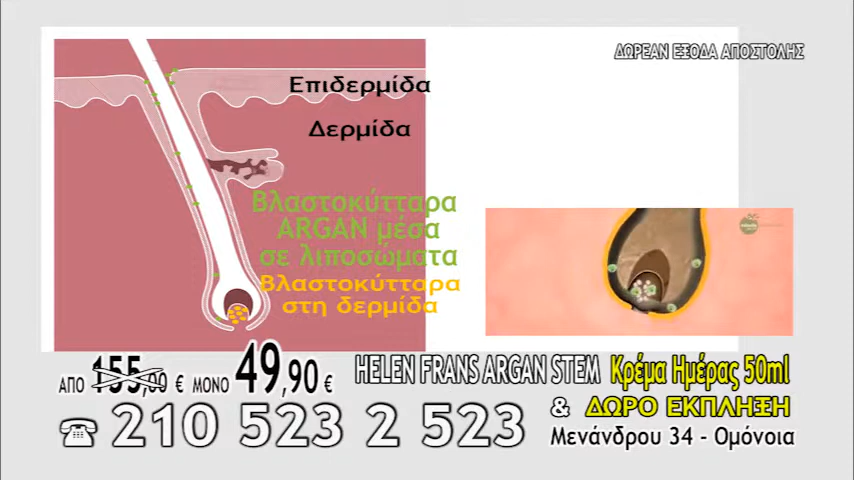 ΔΩΡΕΑΝ ΕΞΟΔΑ ΑΠΟΣΤΟΛΗΣ
Επιδερμίδα
Δερμίδα
Βλαστοκύτταρα
ARGAN μέσα
σε λιποσώματα
Βλαστοκύτταρα
στη δερμίδα
ΑΠΟ 155,00 € ΜΟΝΟ 49,90 €
HELEN FRANS ARGAN STEM Κρέμα Ημέρας 50ml
& ΔΩΡΟ ΕΚΠΛΗΞΗ
☎ 210 523 2 523
Μενάνδρου 34 - Ομόνοια